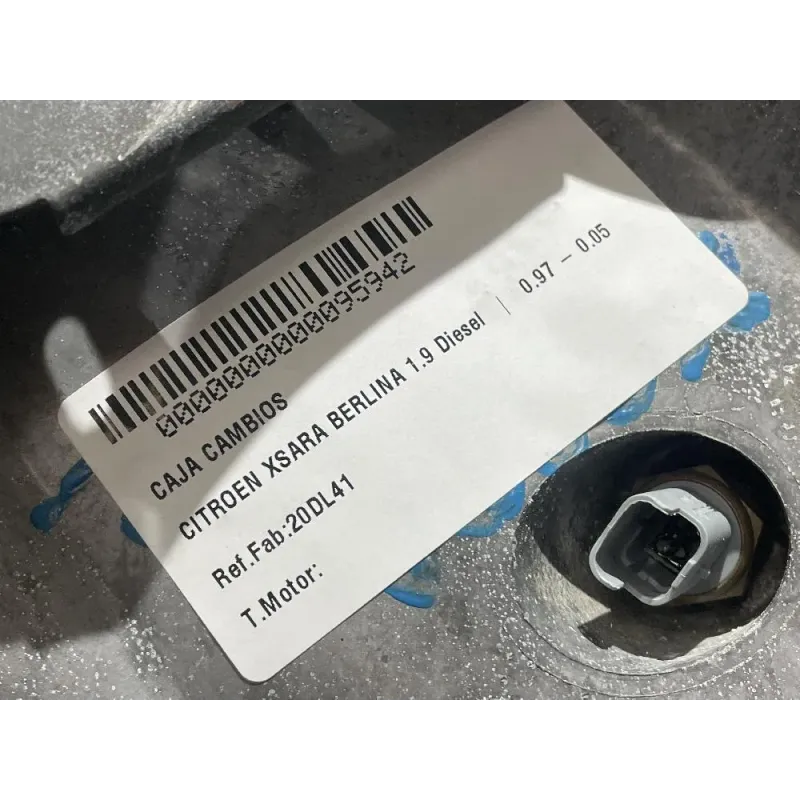 0000000000095942
CAJA CAMBIOS
CITROEN XSARA BERLINA 1.9 Diesel | 0.97 - 0.05
Ref.Fab:20DL41
T.Motor: